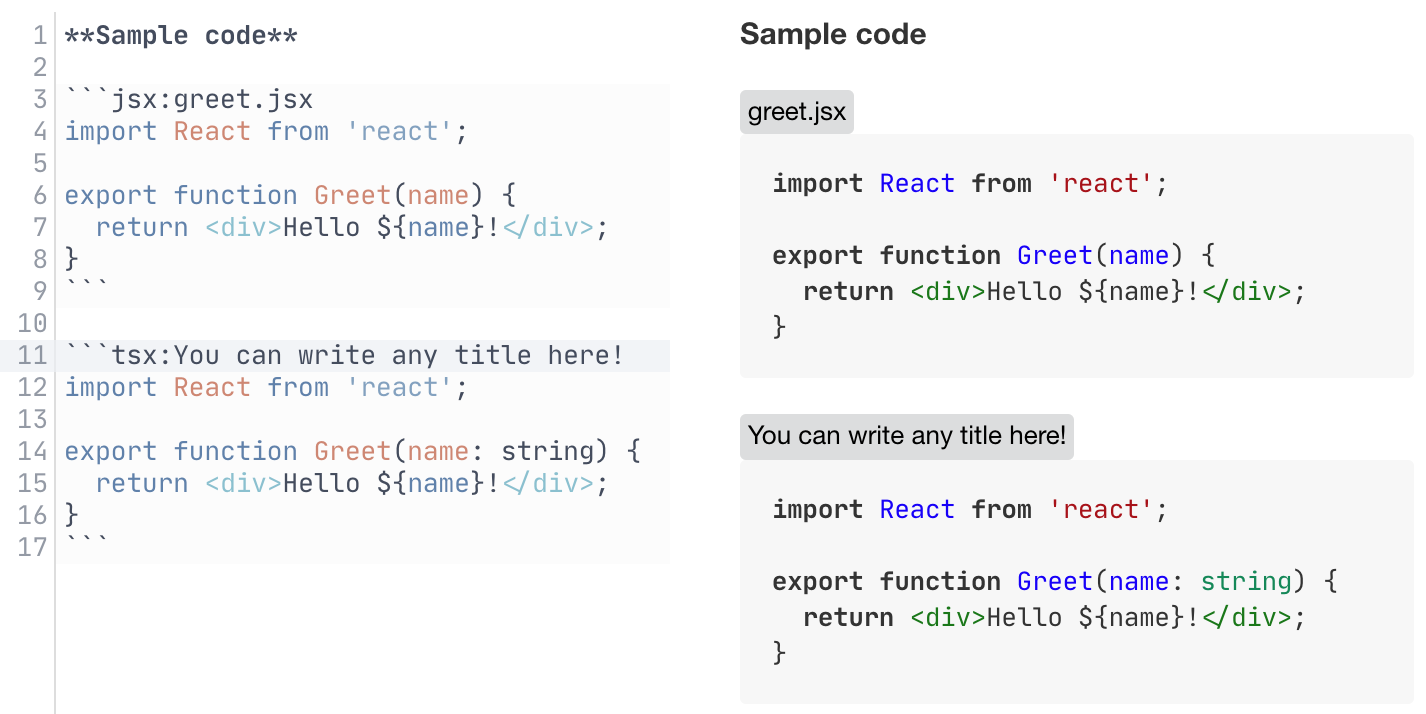 1 **Sample code**
2
3 ```jsx:greet.jsx
4 import React from 'react';
5
6 export function Greet(name) {
7   return <div>Hello ${name}!</div>;
8 }
9 ```
10
11 ```tsx:You can write any title here!
12 import React from 'react';
13
14 export function Greet(name: string) {
15   return <div>Hello ${name}!</div>;
16 }
17 ```
Sample code
greet.jsx
import React from 'react';
export function Greet(name) {
  return <div>Hello ${name}!</div>;
}
You can write any title here!
import React from 'react';
export function Greet(name: string) {
  return <div>Hello ${name}!</div>;
}